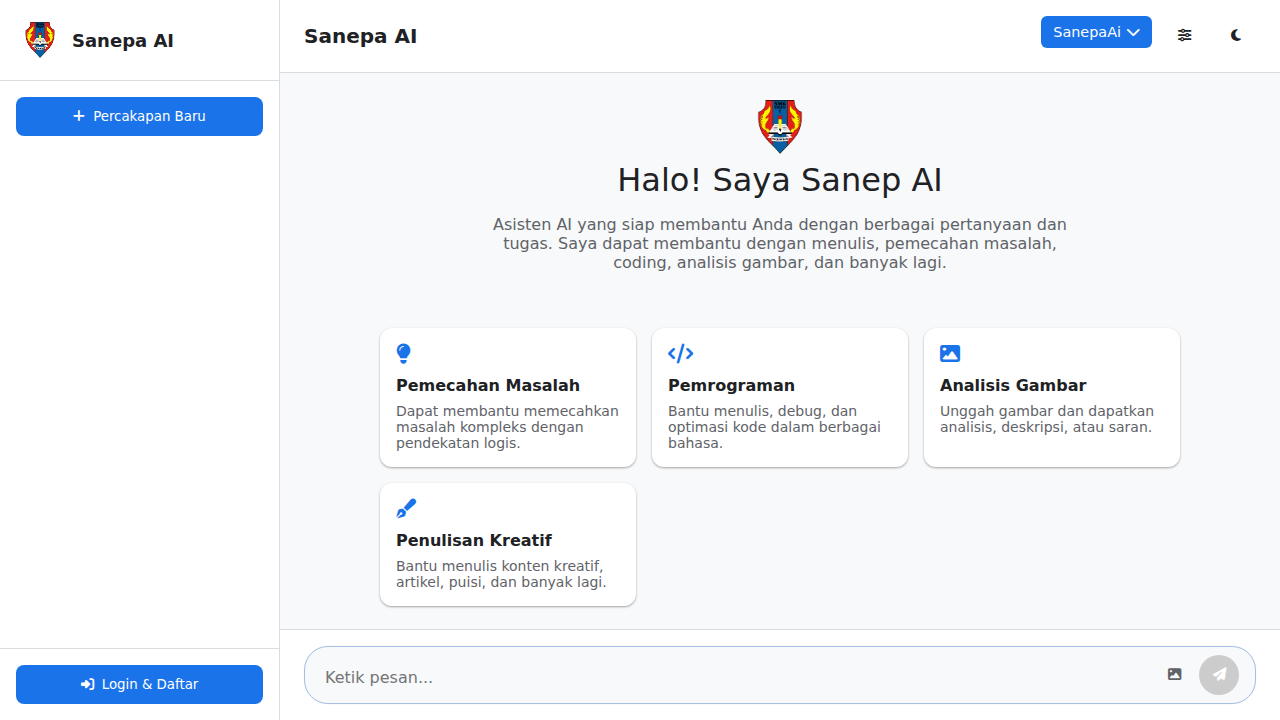 Sanepa AI
Percakapan Baru
Login & Daftar
Sanepa AI
SanepaAi
Halo! Saya Sanep AI
Asisten AI yang siap membantu Anda dengan berbagai pertanyaan dan
tugas. Saya dapat membantu dengan menulis, pemecahan masalah,
coding, analisis gambar, dan banyak lagi.
Pemecahan Masalah
Dapat membantu memecahkan
masalah kompleks dengan
pendekatan logis.
Pemrograman
Bantu menulis, debug, dan
optimasi kode dalam berbagai
bahasa.
Analisis Gambar
Unggah gambar dan dapatkan
analisis, deskripsi, atau saran.
Penulisan Kreatif
Bantu menulis konten kreatif,
artikel, puisi, dan banyak lagi.
Ketik pesan...